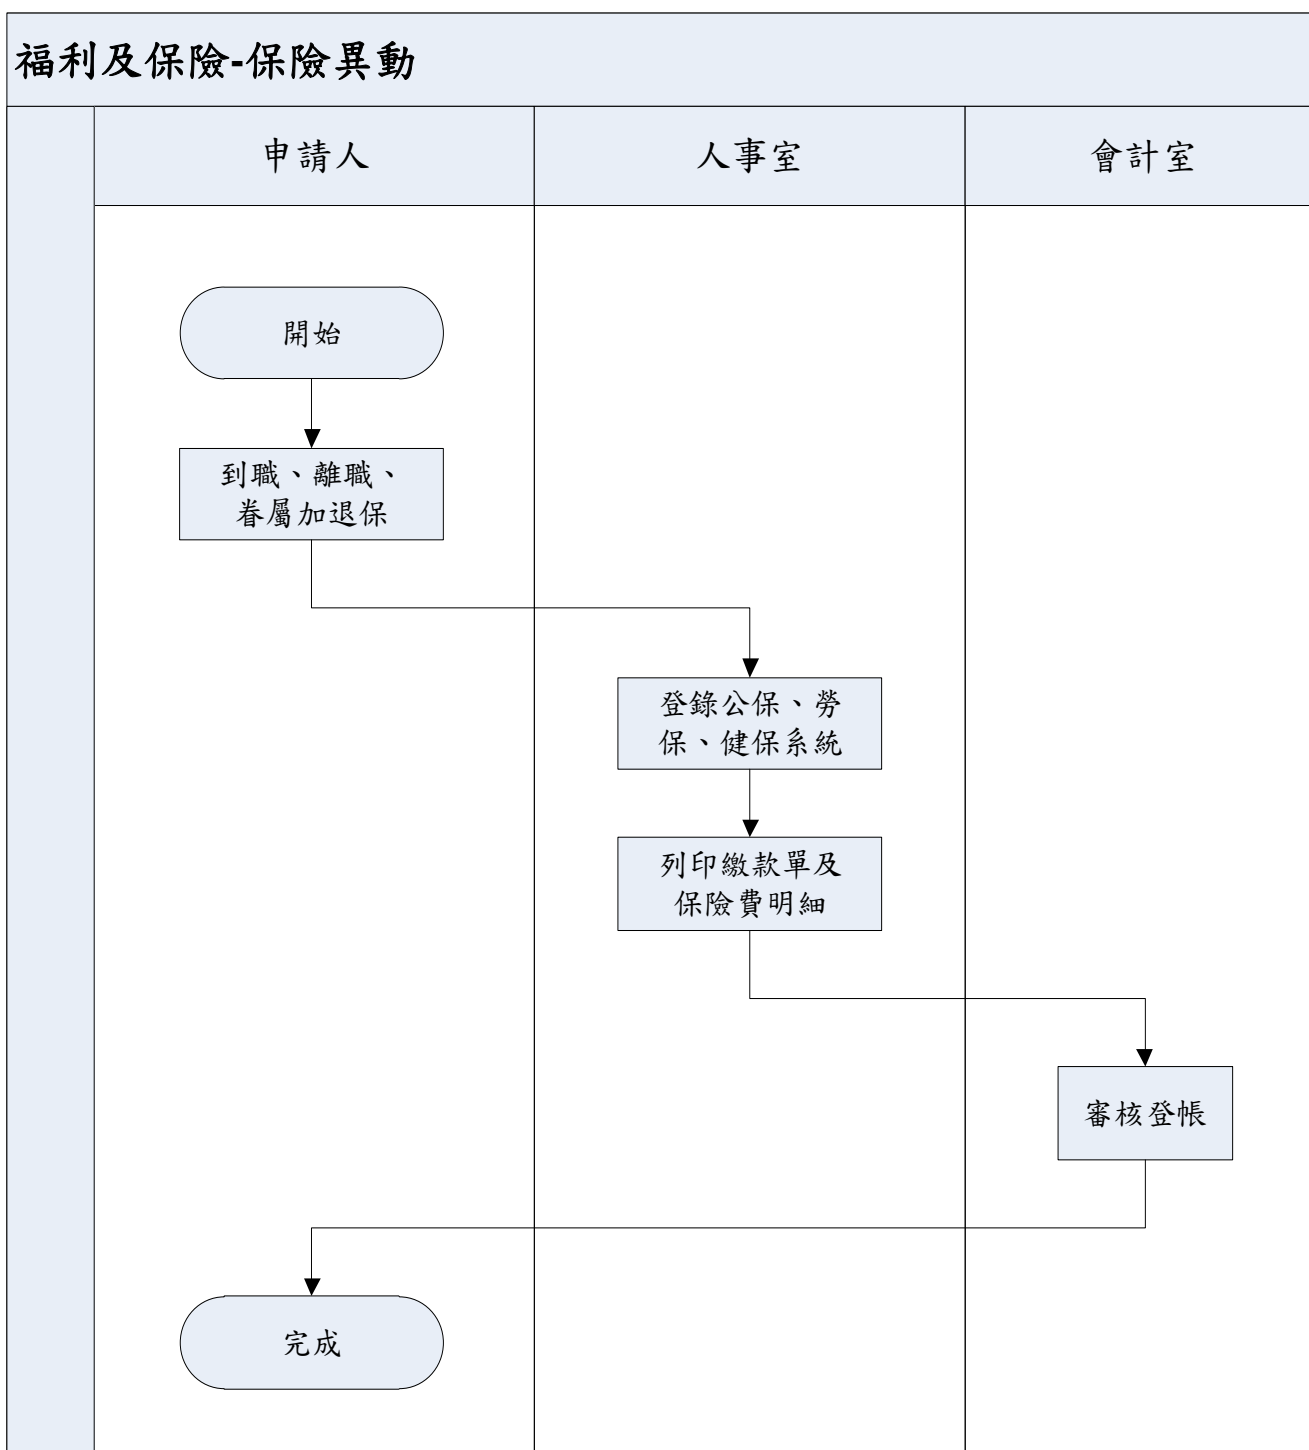 福利及保險-保險異動
申請人
人事室
會計室
開始
到職、離職、
眷屬加退保
登錄公保、勞
保、健保系統
列印繳款單及
保險費明細
審核登帳
完成